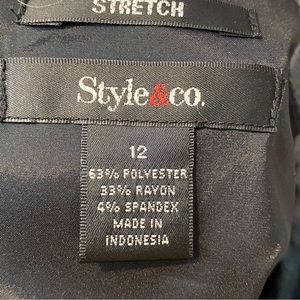 STRETCH
Style&co.
12
63% POLYESTER
33% RAYON
4% SPANDEX
MADE IN
INDONESIA